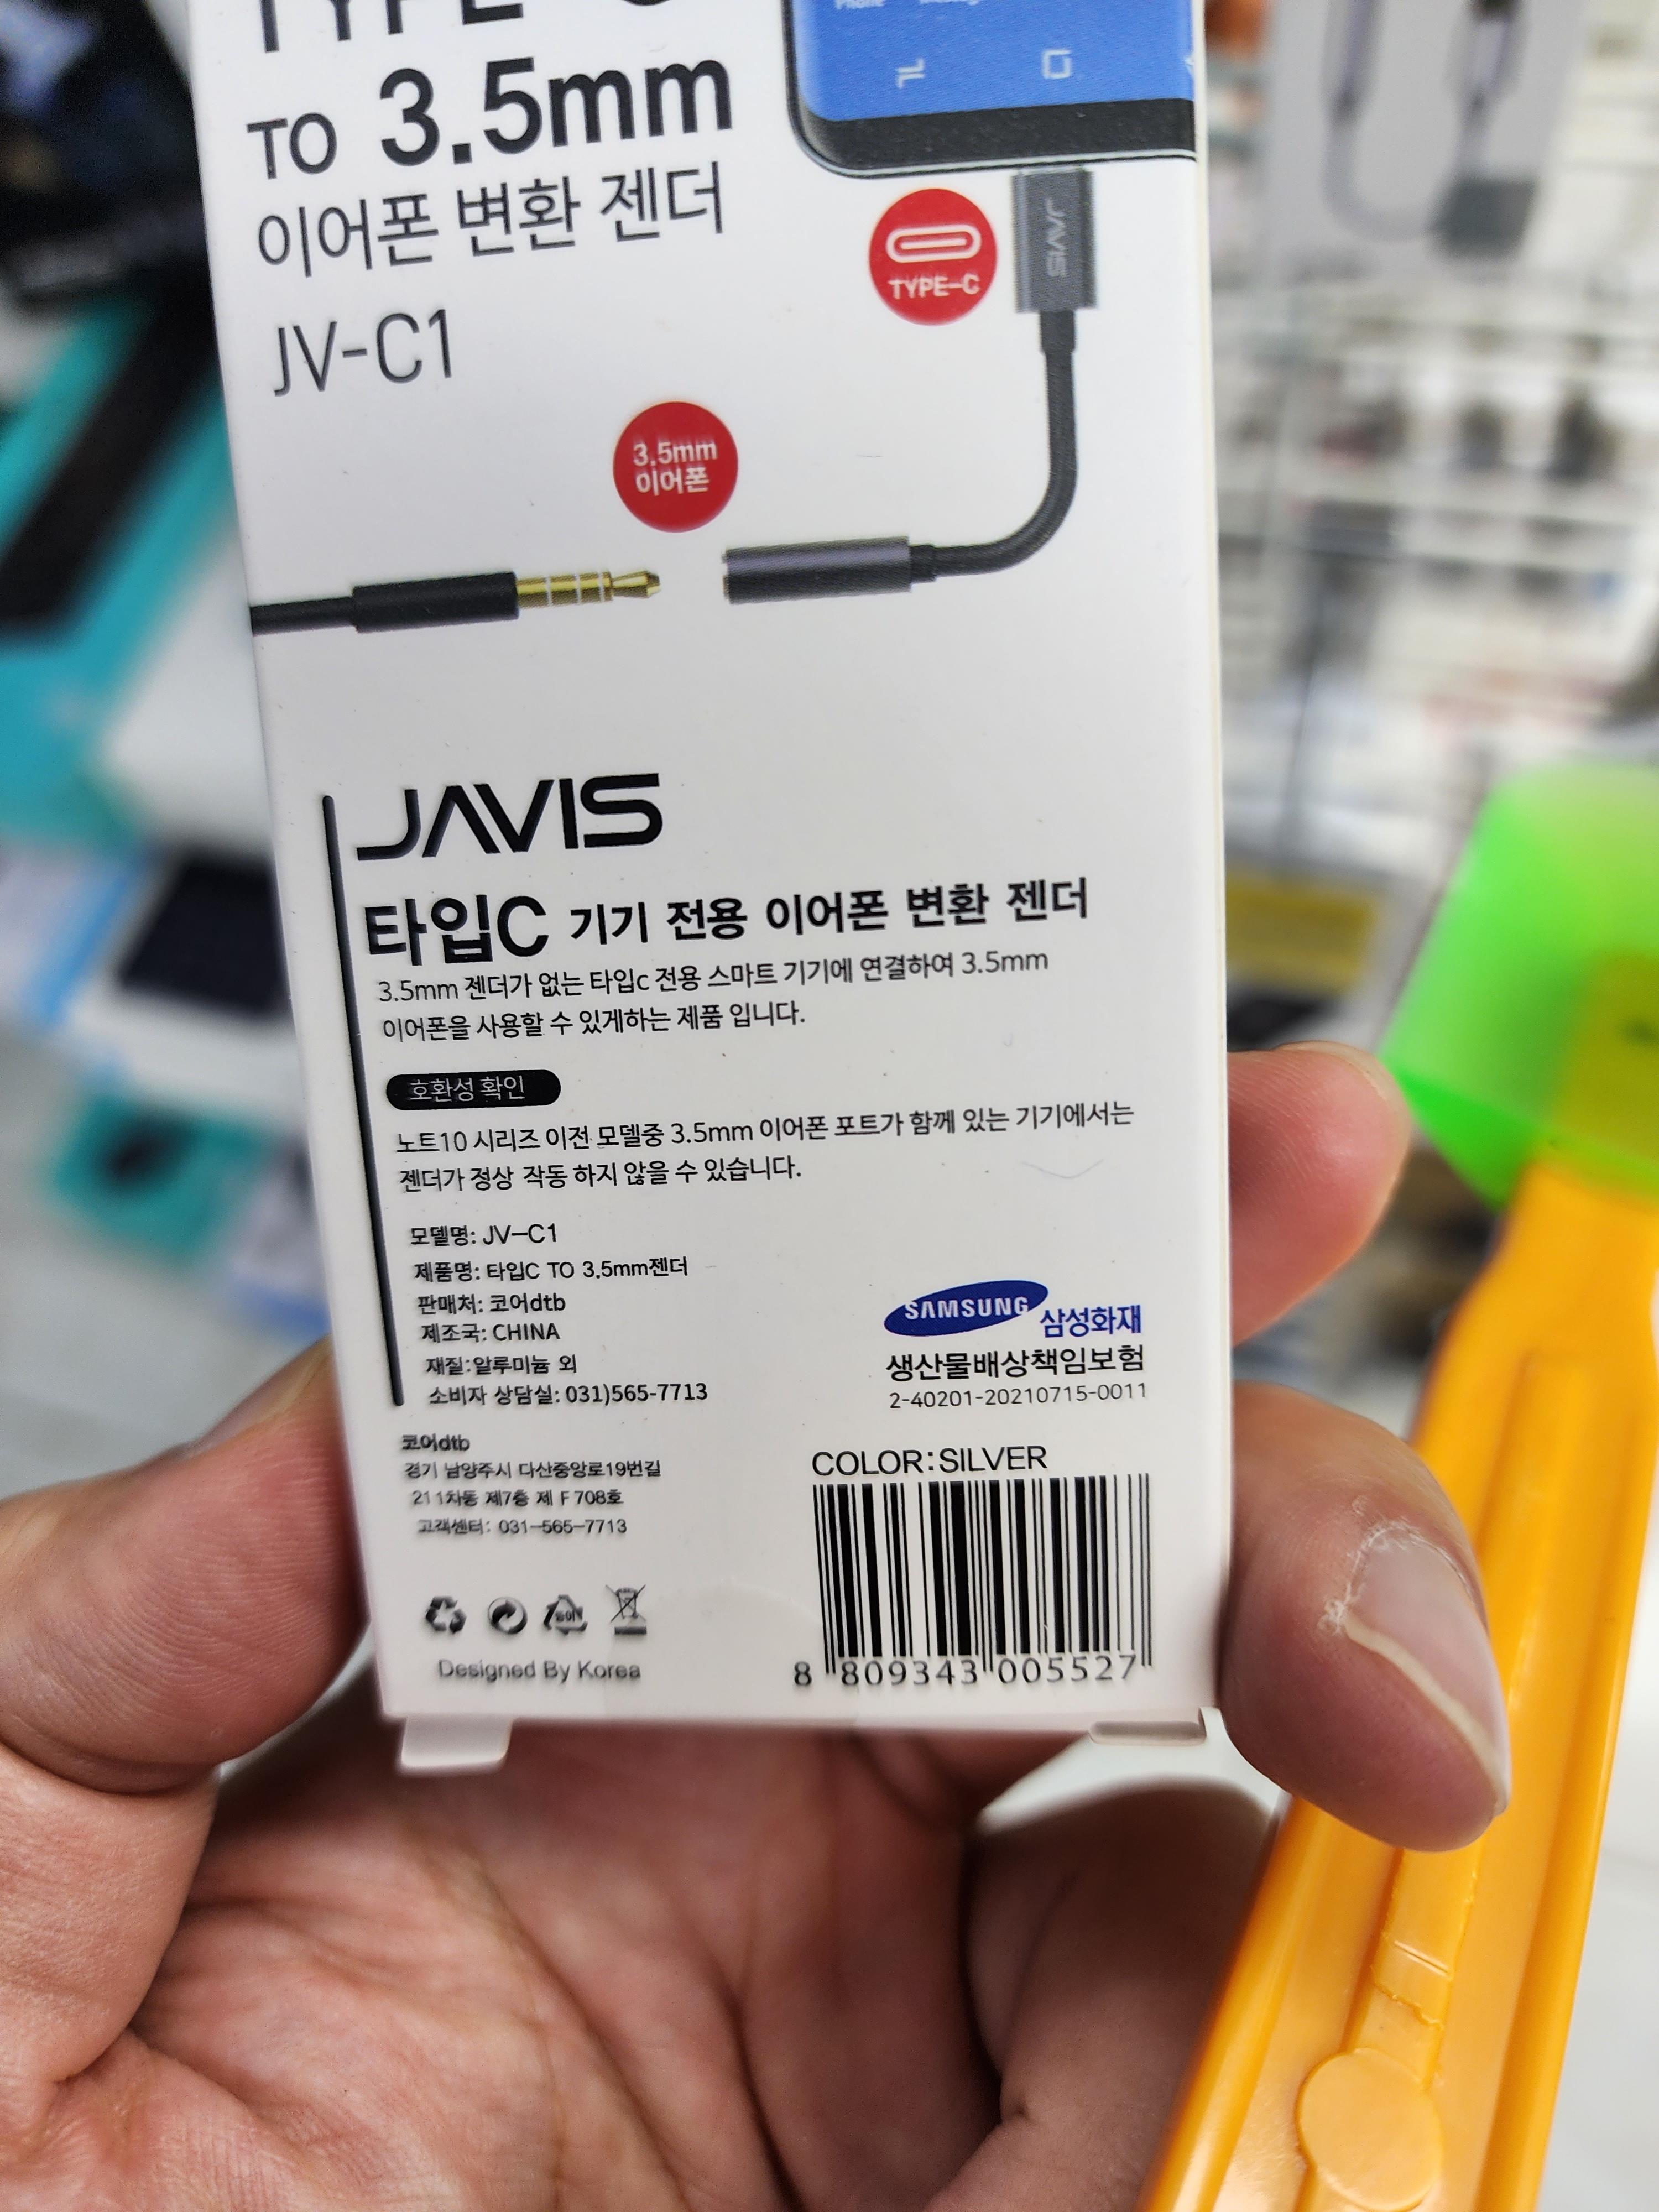 TO 3.5mm
이어폰 변환 젠더
JV-C1
JAVIS
TYPE-C
3.5mm
이어폰
JAVIS
타입C 기기 전용 이어폰 변환 젠더
3.5mm 젠더가 없는 타입c 전용 스마트 기기에 연결하여 3.5mm
이어폰을 사용할 수 있게하는 제품 입니다.
호환성 확인
노트10 시리즈 이전 모델중 3.5mm 이어폰 포트가 함께 있는 기기에서는
젠더가 정상 작동 하지 않을 수 있습니다.
모델명: JV-C1
제품명: 타입C TO 3.5mm젠더
판매처: 코어dtb
제조국: CHINA
재질:알루미늄 외
소비자 상담실: 031)565-7713
SAMSUNG 삼성화재
생산물배상책임보험
2-40201-20210715-0011
코어dtb
경기 남양주시 다산중앙로19번길
211차동 제7층 제 F 708호
고객센터: 031-565-7713
Designed By Korea
COLOR:SILVER
8 809343 005527